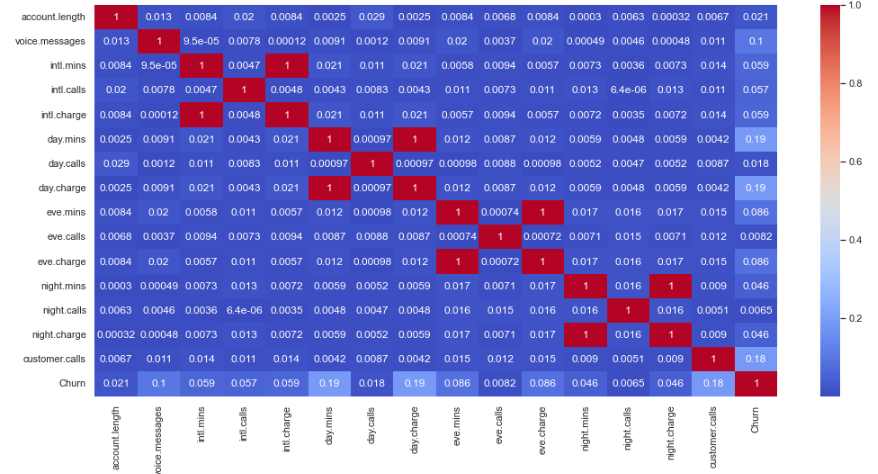 account.length 1 0.013 0.0084 0.02 0.0084 0.0025 0.029 0.0025 0.0084 0.0068 0.0084 0.0003 0.0063 0.00032 0.0067 0.021
voice.messages 0.013 1 9.5e-05 0.0078 0.00012 0.0091 0.0012 0.0091 0.02 0.0037 0.02 0.00049 0.0046 0.00048 0.011 0.1
intl.mins 0.0084 9.5e-05 1 0.0047 1 0.021 0.011 0.021 0.0058 0.0094 0.0057 0.0073 0.0036 0.0073 0.014 0.059
intl.calls 0.02 0.0078 0.0047 1 0.0048 0.0043 0.0083 0.0043 0.011 0.0073 0.011 0.013 6.4e-06 0.013 0.011 0.057
intl.charge 0.0084 0.00012 1 0.0048 1 0.021 0.011 0.021 0.0057 0.0094 0.0057 0.0072 0.0035 0.0072 0.014 0.059
day.mins 0.0025 0.0091 0.021 0.0043 0.021 1 0.00097 1 0.012 0.0087 0.012 0.0059 0.0048 0.0059 0.0042 0.19
day.calls 0.029 0.0012 0.011 0.0083 0.011 0.00097 1 0.00097 0.00098 0.0088 0.00098 0.0052 0.0047 0.0052 0.0087 0.018
day.charge 0.0025 0.0091 0.021 0.0043 0.021 1 0.00097 1 0.012 0.0087 0.012 0.0059 0.0048 0.0059 0.0042 0.19
eve.mins 0.0084 0.02 0.0058 0.011 0.0057 0.012 0.00098 0.012 1 0.00074 1 0.017 0.016 0.017 0.015 0.086
eve.calls 0.0068 0.0037 0.0094 0.0073 0.0094 0.0087 0.0088 0.0087 0.00074 1 0.00072 0.0071 0.015 0.0071 0.012 0.0082
eve.charge 0.0084 0.02 0.0057 0.011 0.0057 0.012 0.00098 0.012 1 0.00072 1 0.017 0.016 0.017 0.015 0.086
night.mins 0.0003 0.00049 0.0073 0.013 0.0072 0.0059 0.0052 0.0059 0.017 0.0071 0.017 1 0.016 1 0.009 0.046
night.calls 0.0063 0.0046 0.0036 6.4e-06 0.0035 0.0048 0.0047 0.0048 0.016 0.015 0.016 0.016 1 0.016 0.0051 0.0065
night.charge 0.00032 0.00048 0.0073 0.013 0.0072 0.0059 0.0052 0.0059 0.017 0.0071 0.017 1 0.016 1 0.009 0.046
customer.calls 0.0067 0.011 0.014 0.011 0.014 0.0042 0.0087 0.0042 0.015 0.012 0.015 0.009 0.0051 0.009 1 0.18
Churn 0.021 0.1 0.059 0.057 0.059 0.19 0.018 0.19 0.086 0.0082 0.086 0.046 0.0065 0.046 0.18 1
account.length
voice.messages
intl.mins
intl.calls
intl.charge
day.mins
day.calls
day.charge
eve.mins
eve.calls
eve.charge
night.mins
night.calls
night.charge
customer.calls
Churn
1.0
0.8
0.6
0.4
0.2